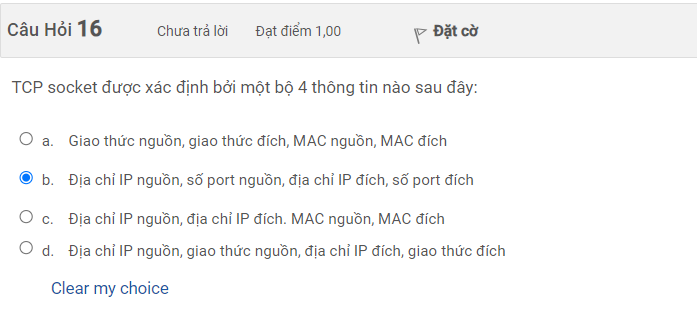 Câu Hỏi 16 Chưa trả lời Đạt điểm 1,00 Đặt cờ
TCP socket được xác định bởi một bộ 4 thông tin nào sau đây:
a. Giao thức nguồn, giao thức đích, MAC nguồn, MAC đích
b. Địa chỉ IP nguồn, số port nguồn, địa chỉ IP đích, số port đích
c. Địa chỉ IP nguồn, địa chỉ IP đích. MAC nguồn, MAC đích
d. Địa chỉ IP nguồn, giao thức nguồn, địa chỉ IP đích, giao thức đích
Clear my choice